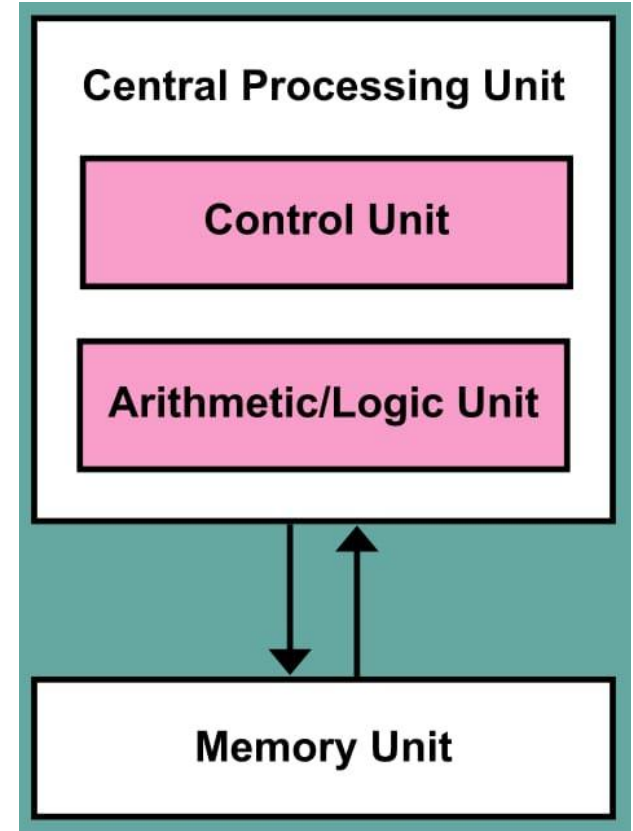 Central Processing Unit
Control Unit
Arithmetic/Logic Unit
Memory Unit